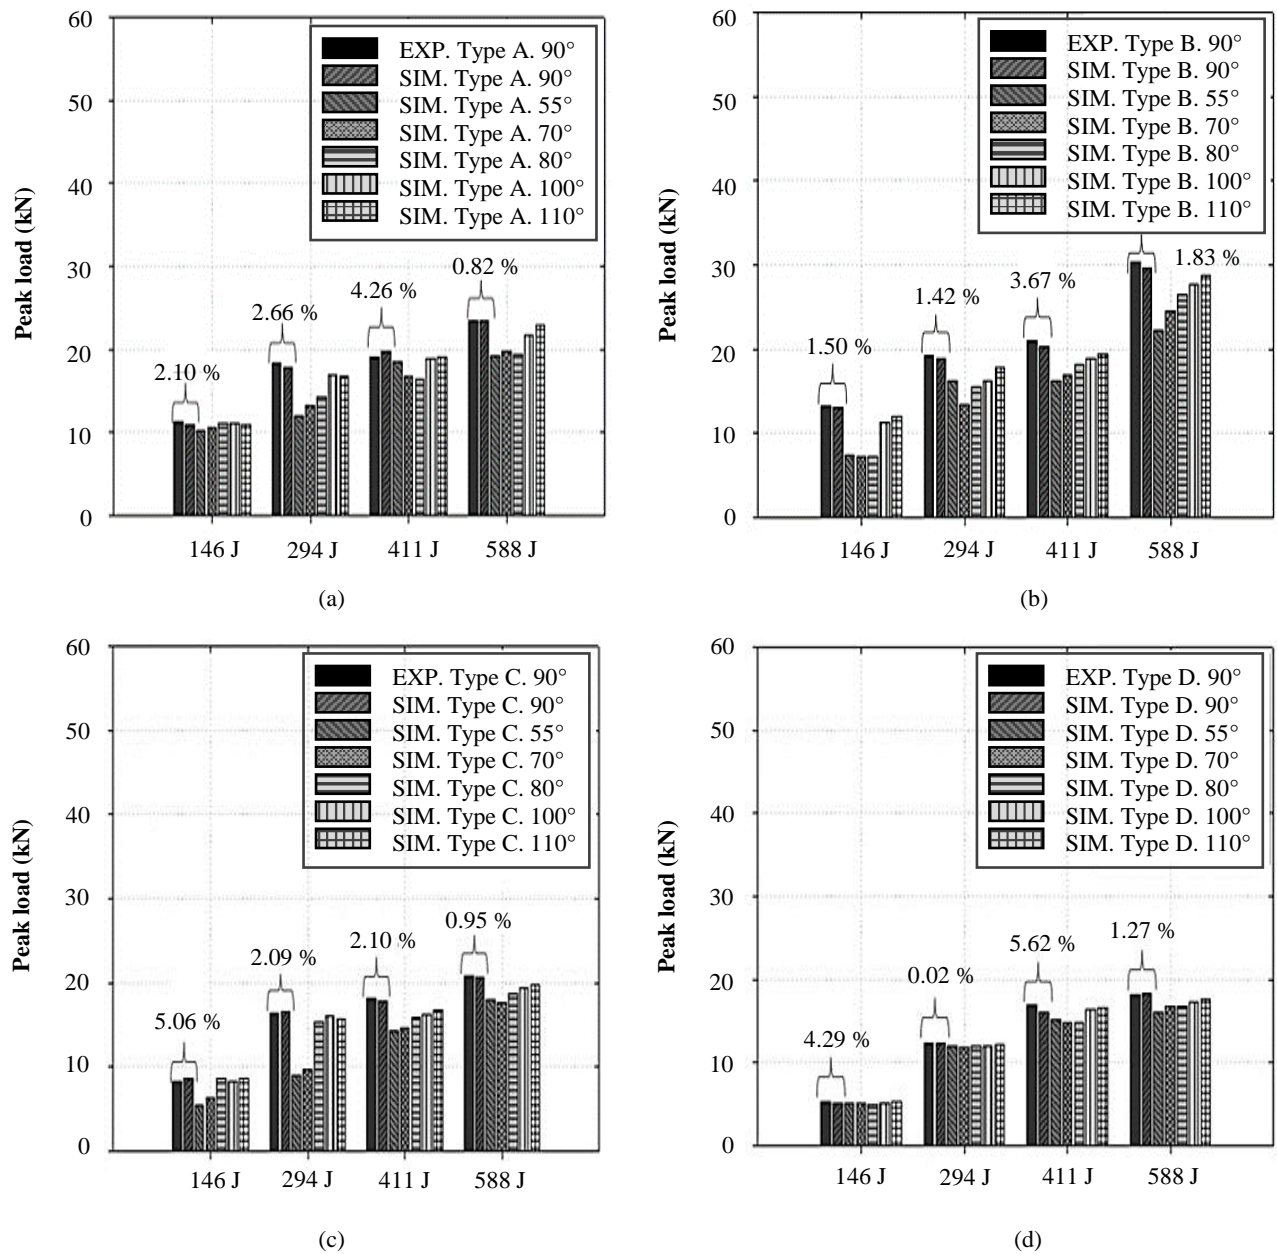 60
50
40
30
20
10
0
Peak load (kN)
EXP. Type A. 90°
SIM. Type A. 90°
SIM. Type A. 55°
SIM. Type A. 70°
SIM. Type A. 80°
SIM. Type A. 100°
SIM. Type A. 110°
2.10 %
2.66 %
4.26 %
0.82 %
146 J
294 J
411 J
588 J
(a)
60
50
40
30
20
10
0
Peak load (kN)
EXP. Type B. 90°
SIM. Type B. 90°
SIM. Type B. 55°
SIM. Type B. 70°
SIM. Type B. 80°
SIM. Type B. 100°
SIM. Type B. 110°
1.50 %
1.42 %
3.67 %
1.83 %
146 J
294 J
411 J
588 J
(b)
60
50
40
30
20
10
0
Peak load (kN)
EXP. Type C. 90°
SIM. Type C. 90°
SIM. Type C. 55°
SIM. Type C. 70°
SIM. Type C. 80°
SIM. Type C. 100°
SIM. Type C. 110°
5.06 %
2.09 %
2.10 %
0.95 %
146 J
294 J
411 J
588 J
(c)
60
50
40
30
20
10
0
Peak load (kN)
EXP. Type D. 90°
SIM. Type D. 90°
SIM. Type D. 55°
SIM. Type D. 70°
SIM. Type D. 80°
SIM. Type D. 100°
SIM. Type D. 110°
4.29 %
0.02 %
5.62 %
1.27 %
146 J
294 J
411 J
588 J
(d)